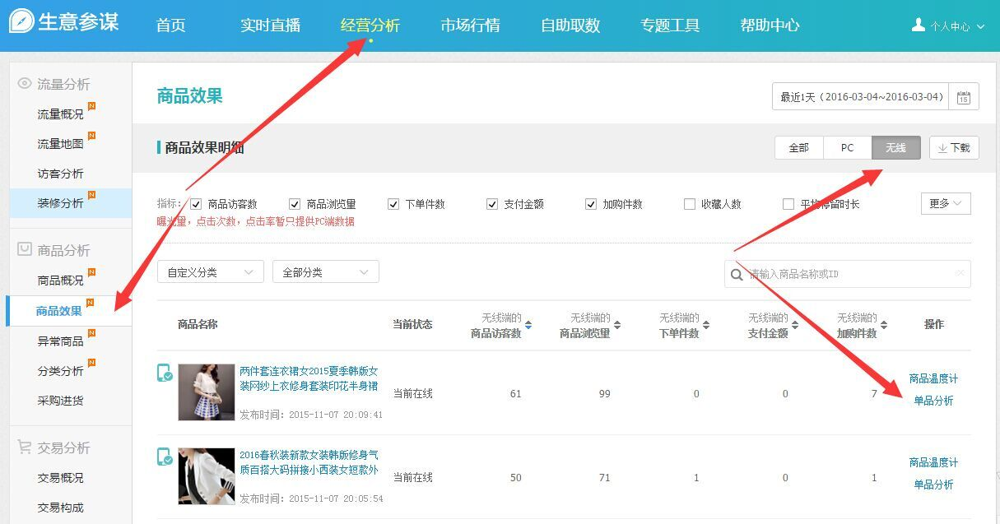 生意参谋
首页
实时直播
经营分析
市场行情
自助取数
专题工具
帮助中心
个人中心
流量分析
流量概况 N
流量地图 N
访客分析
装修分析 N
商品分析
商品概况 N
商品效果 N
异常商品 N
分类分析 N
采购进货
交易分析
交易概况
交易构成
商品效果
最近1天（2016-03-04~2016-03-04）
15
商品效果明细
全部
PC
无线
下载
指标：
商品访客数
商品浏览量
下单件数
支付金额
加购件数
收藏人数
平均停留时长
更多
曝光量，点击次数，点击率暂只提供PC端数据
自定义分类
全部分类
请输入商品名称或ID
商品名称
当前状态
无线端的
商品访客数
无线端的
商品浏览量
无线端的
下单件数
无线端的
支付金额
无线端的
加购件数
操作
两件套连衣裙女2015夏季韩版女
装网纱上衣修身套装印花半身裙
发布时间：2015-11-07 20:09:41
当前在线
61
99
0
0
7
商品温度计
单品分析
2016春秋装新款女装韩版修身气
质百搭大码拼接小西装女短款外
发布时间：2015-11-07 20:05:54
当前在线
50
71
1
0
1
商品温度计
单品分析